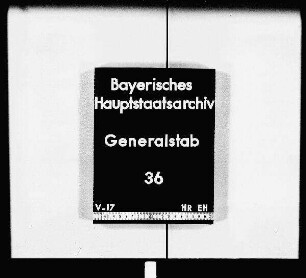 Bayerisches
Hauptstaatsarchiv
Generalstab
36
V-17 HR EH